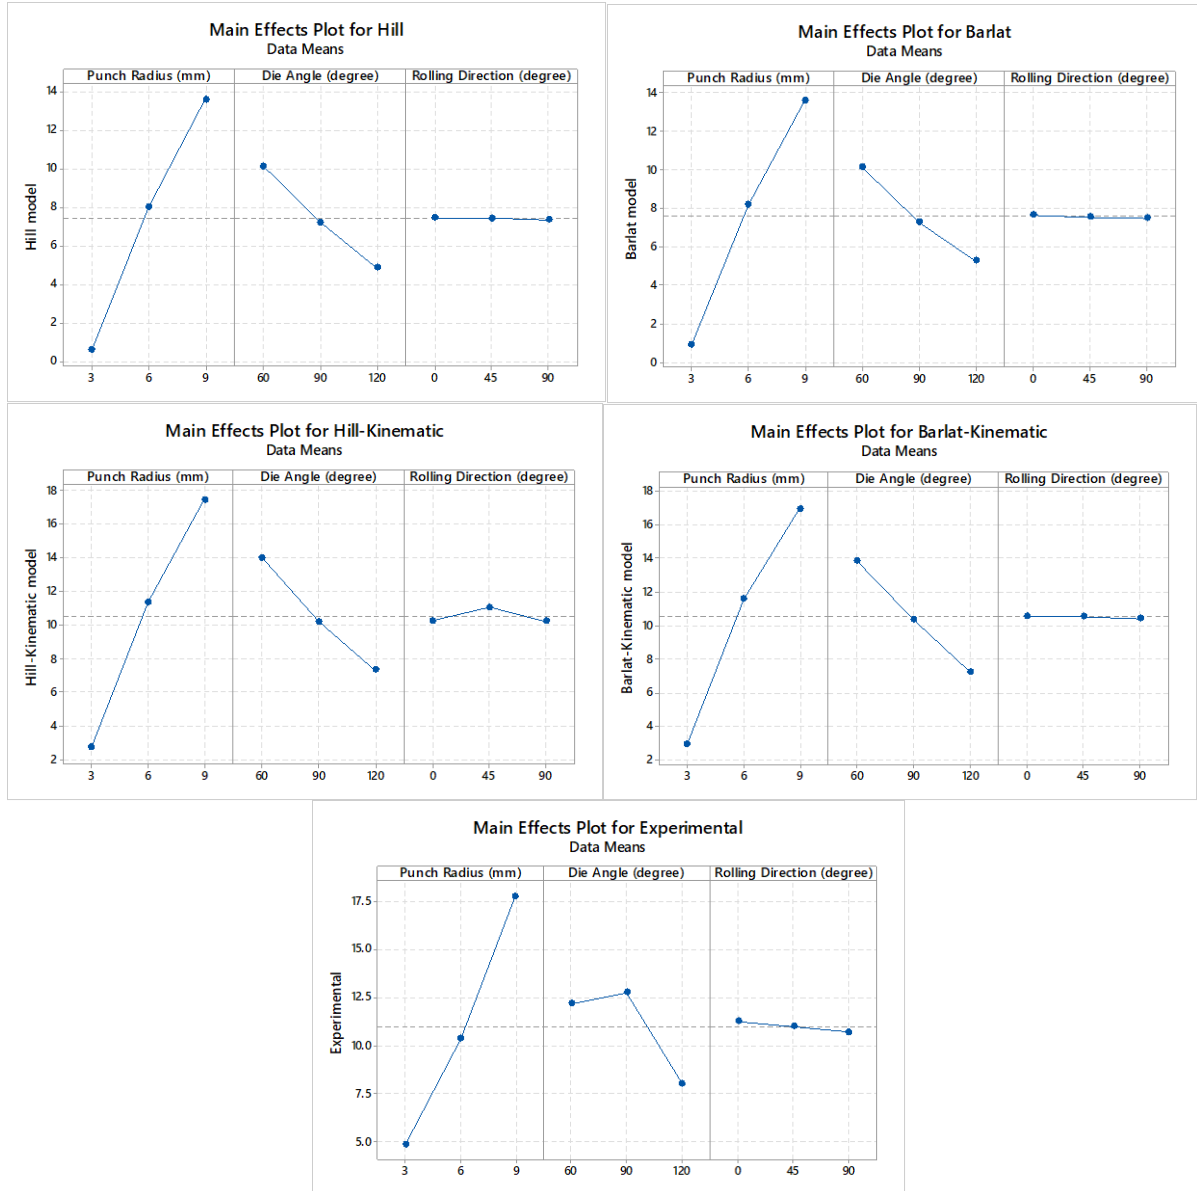 Main Effects Plot for Hill
Data Means
Punch Radius (mm) Die Angle (degree) Rolling Direction (degree)
Hill model
14
12
10
8
6
4
2
0
3 6 9 60 90 120 0 45 90
Main Effects Plot for Barlat
Data Means
Punch Radius (mm) Die Angle (degree) Rolling Direction (degree)
Barlat model
14
12
10
8
6
4
2
0
3 6 9 60 90 120 0 45 90
Main Effects Plot for Hill-Kinematic
Data Means
Punch Radius (mm) Die Angle (degree) Rolling Direction (degree)
Hill-Kinematic model
18
16
14
12
10
8
6
4
2
3 6 9 60 90 120 0 45 90
Main Effects Plot for Barlat-Kinematic
Data Means
Punch Radius (mm) Die Angle (degree) Rolling Direction (degree)
Barlat-Kinematic model
18
16
14
12
10
8
6
4
2
3 6 9 60 90 120 0 45 90
Main Effects Plot for Experimental
Data Means
Punch Radius (mm) Die Angle (degree) Rolling Direction (degree)
Experimental
17.5
15.0
12.5
10.0
7.5
5.0
3 6 9 60 90 120 0 45 90